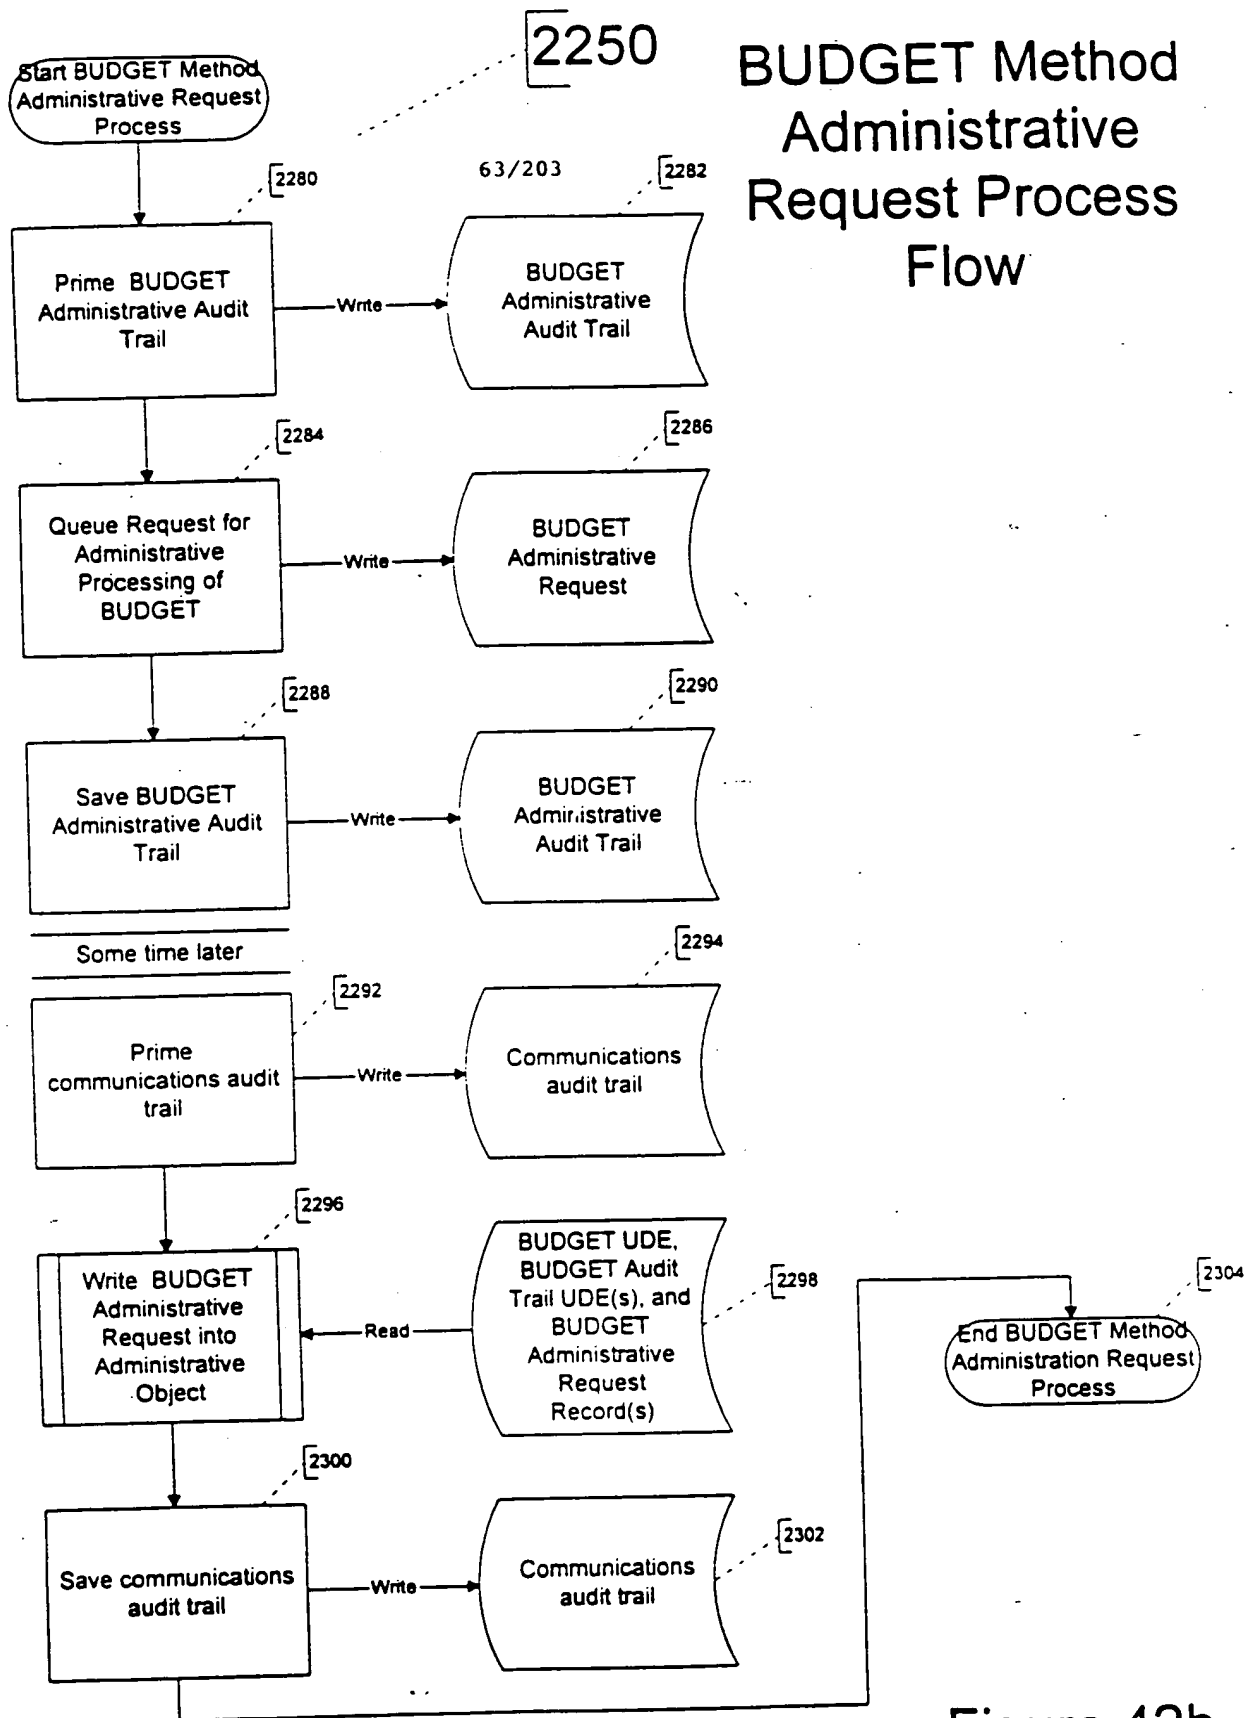 2250
BUDGET Method
Administrative
Request Process
Flow
Start BUDGET Method
Administrative Request
Process
63/203
2280
Prime BUDGET
Administrative Audit
Trail
Write
2282
BUDGET
Administrative
Audit Trail
2284
Queue Request for
Administrative
Processing of
BUDGET
Write
2286
BUDGET
Administrative
Request
2288
Save BUDGET
Administrative Audit
Trail
Write
2290
BUDGET
Administrative
Audit Trail
Some time later
2292
Prime
communications audit
trail
Write
2294
Communications
audit trail
2296
Write BUDGET
Administrative
Request into
Administrative
Object
Read
2298
BUDGET UDE,
BUDGET Audit
Trail UDE(s), and
BUDGET
Administrative
Request
Record(s)
2300
Save communications
audit trail
Write
2302
Communications
audit trail
2304
End BUDGET Method
Administration Request
Process